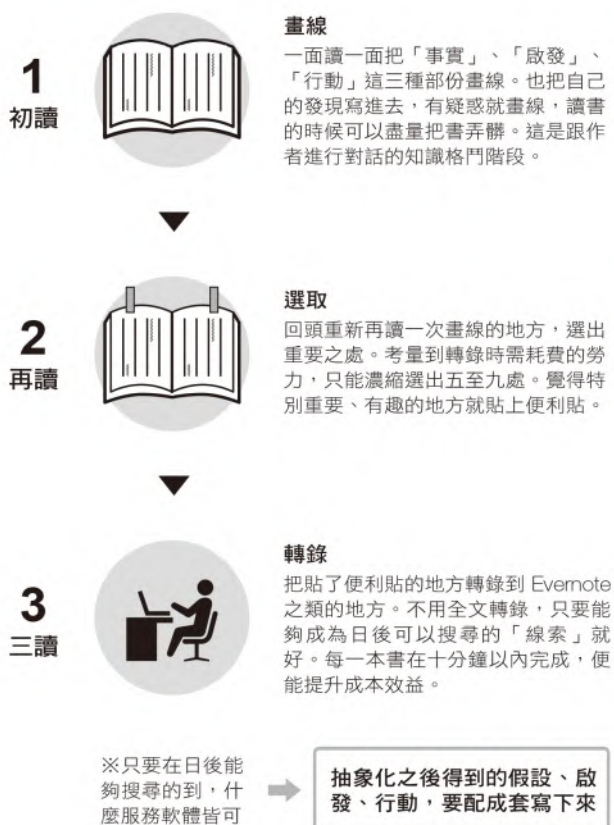 1
初讀
畫線
一面讀一面把「事實」、「啟發」、
「行動」這三種部份畫線。也把自己
的發現寫進去，有疑惑就畫線，讀書
的時候可以盡量把書弄髒。這是跟作
者進行對話的知識格鬥階段。
2
再讀
選取
回頭重新再讀一次畫線的地方，選出
重要之處。考量到轉錄時需耗費的勞
力，只能濃縮選出五至九處。覺得特
別重要、有趣的地方就貼上便利貼。
3
三讀
轉錄
把貼了便利貼的地方轉錄到 Evernote
之類的地方。不用全文轉錄，只要能
夠成為日後可以搜尋的「線索」就
好。每一本書在十分鐘以內完成，便
能提升成本效益。
※只要在日後能
夠搜尋的到，什
麼服務軟體皆可
抽象化之後得到的假設、啟
發、行動，要配成套寫下來